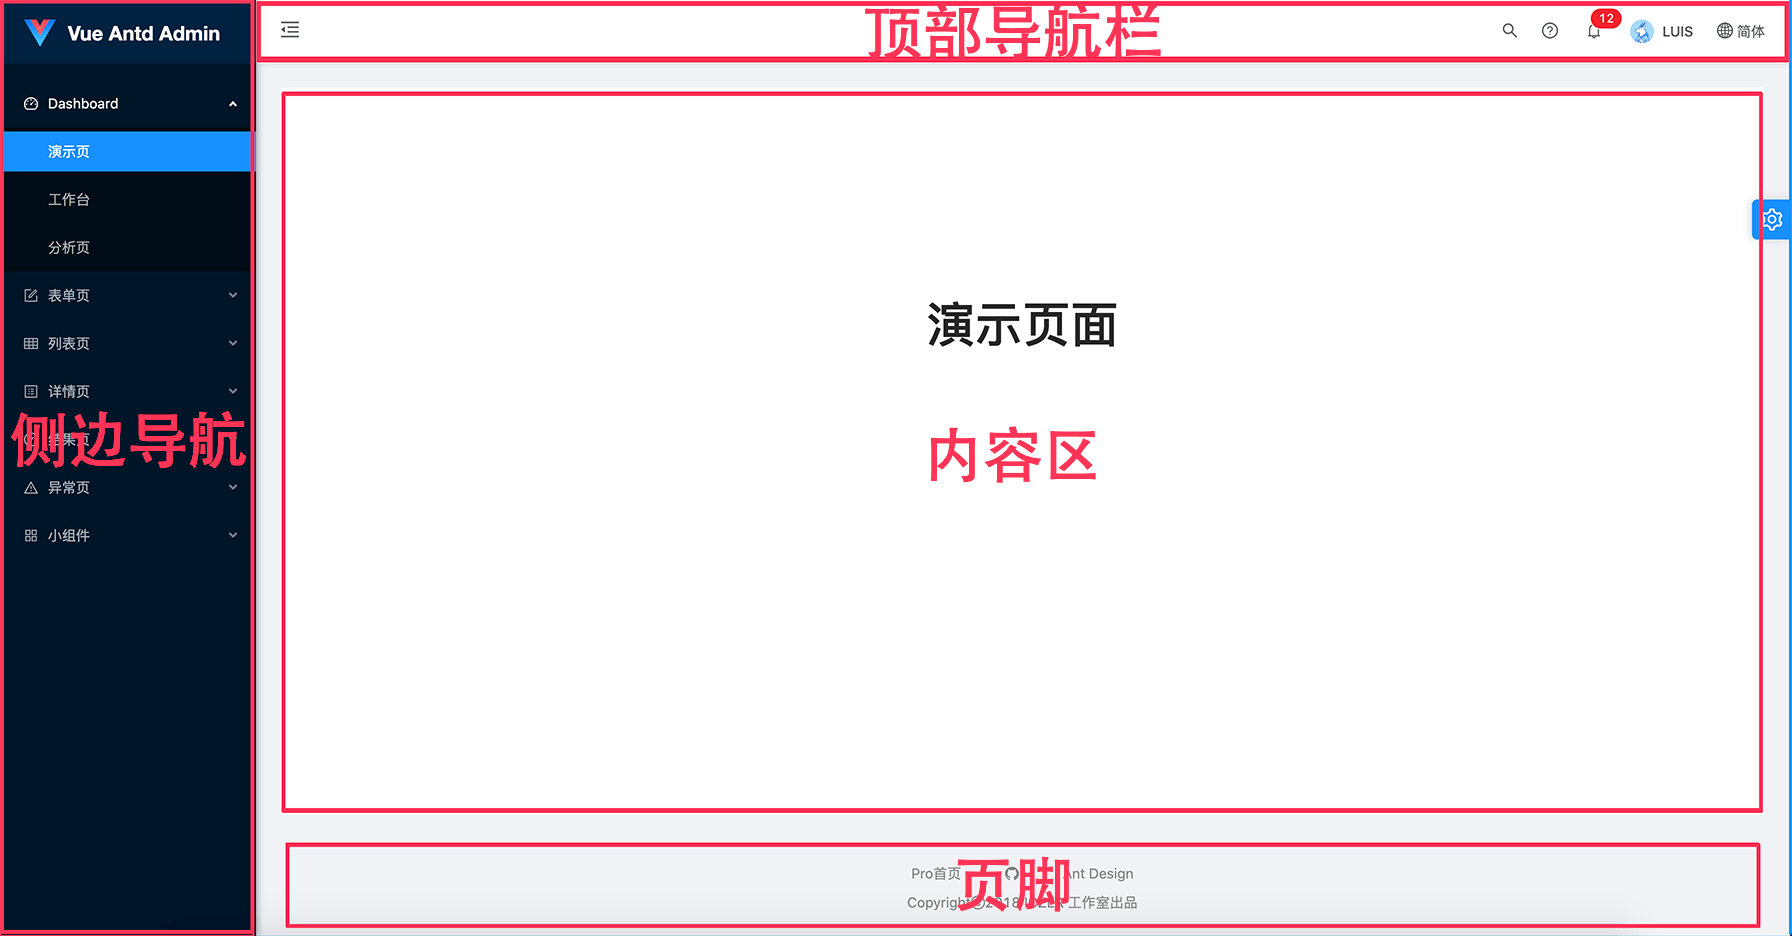 Vue Antd Admin
Dashboard
演示页
工作台
分析页
表单页
列表页
详情页
结果页
侧边导航
异常页
小组件
顶部导航栏
12
LUIS
简体
演示页面
内容区
Pro首页
Ant Design
页脚
Copyright©2018 ICZER 工作室出品